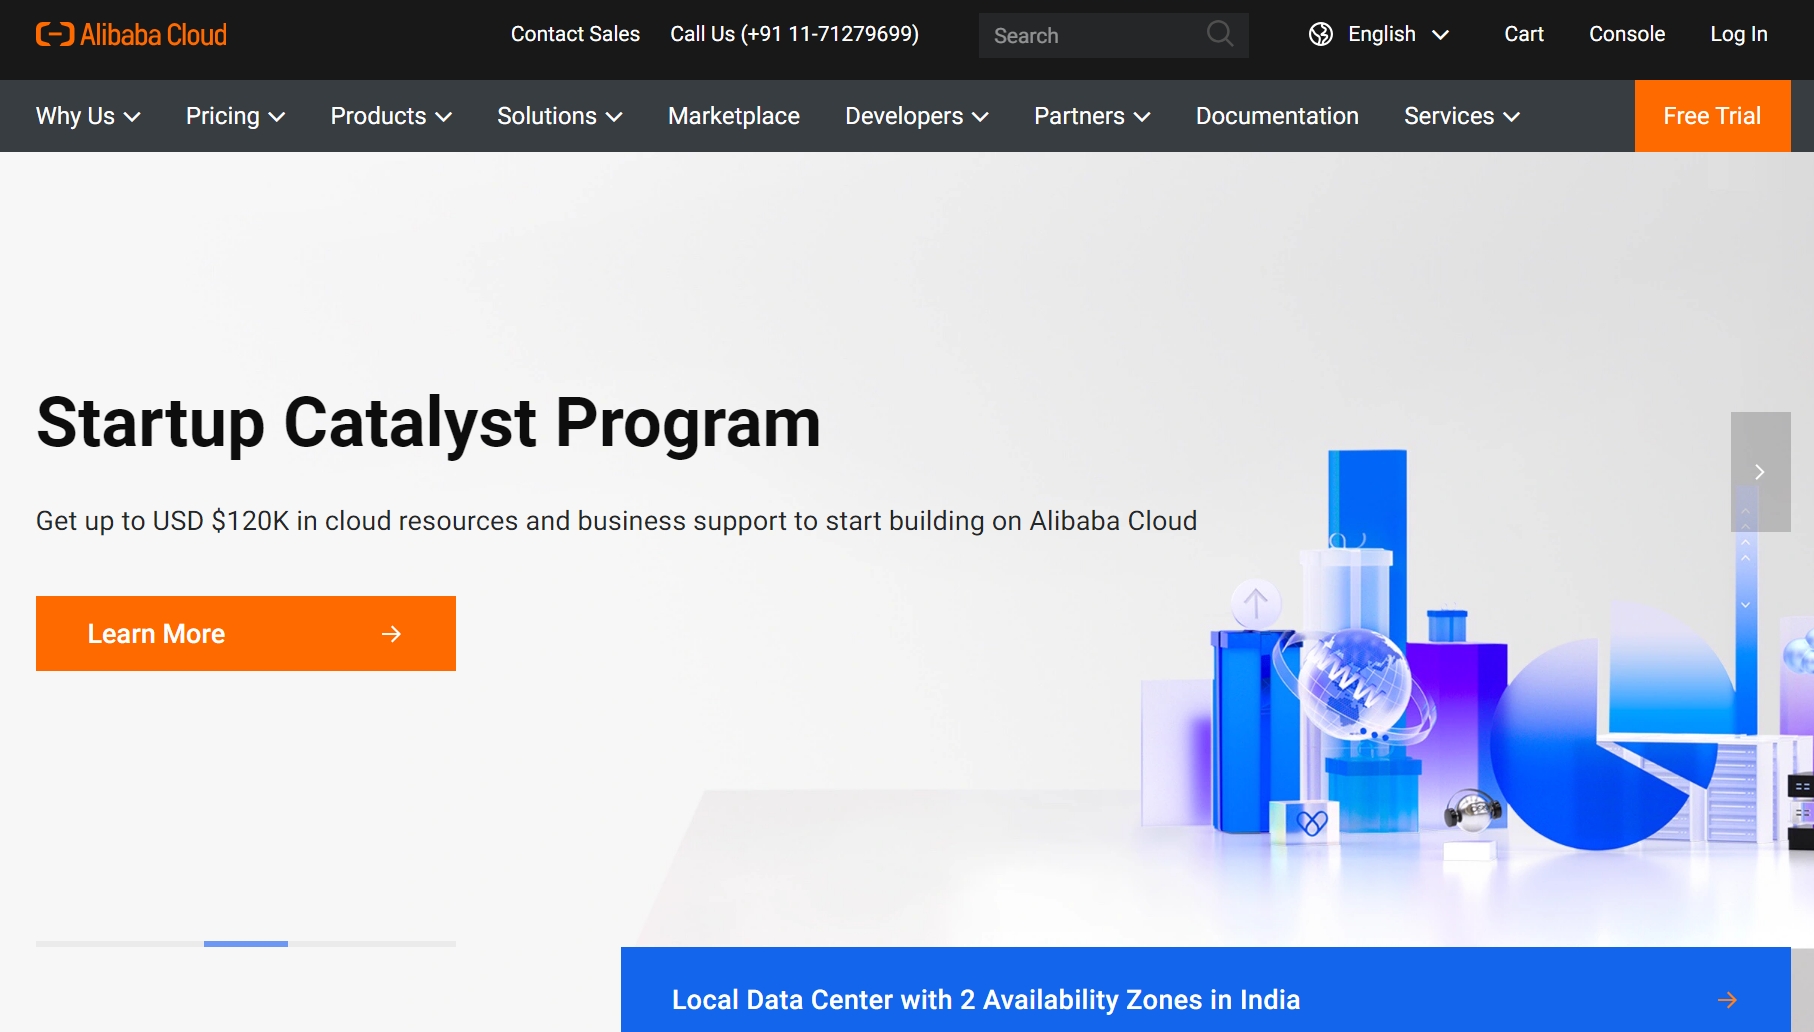 Alibaba Cloud Contact Sales Call Us (+91 11-71279699) Search English Cart Console Log In
Why Us Pricing Products Solutions Marketplace Developers Partners Documentation Services Free Trial
Startup Catalyst Program
Get up to USD $120K in cloud resources and business support to start building on Alibaba Cloud
Learn More
WWW
Local Data Center with 2 Availability Zones in India